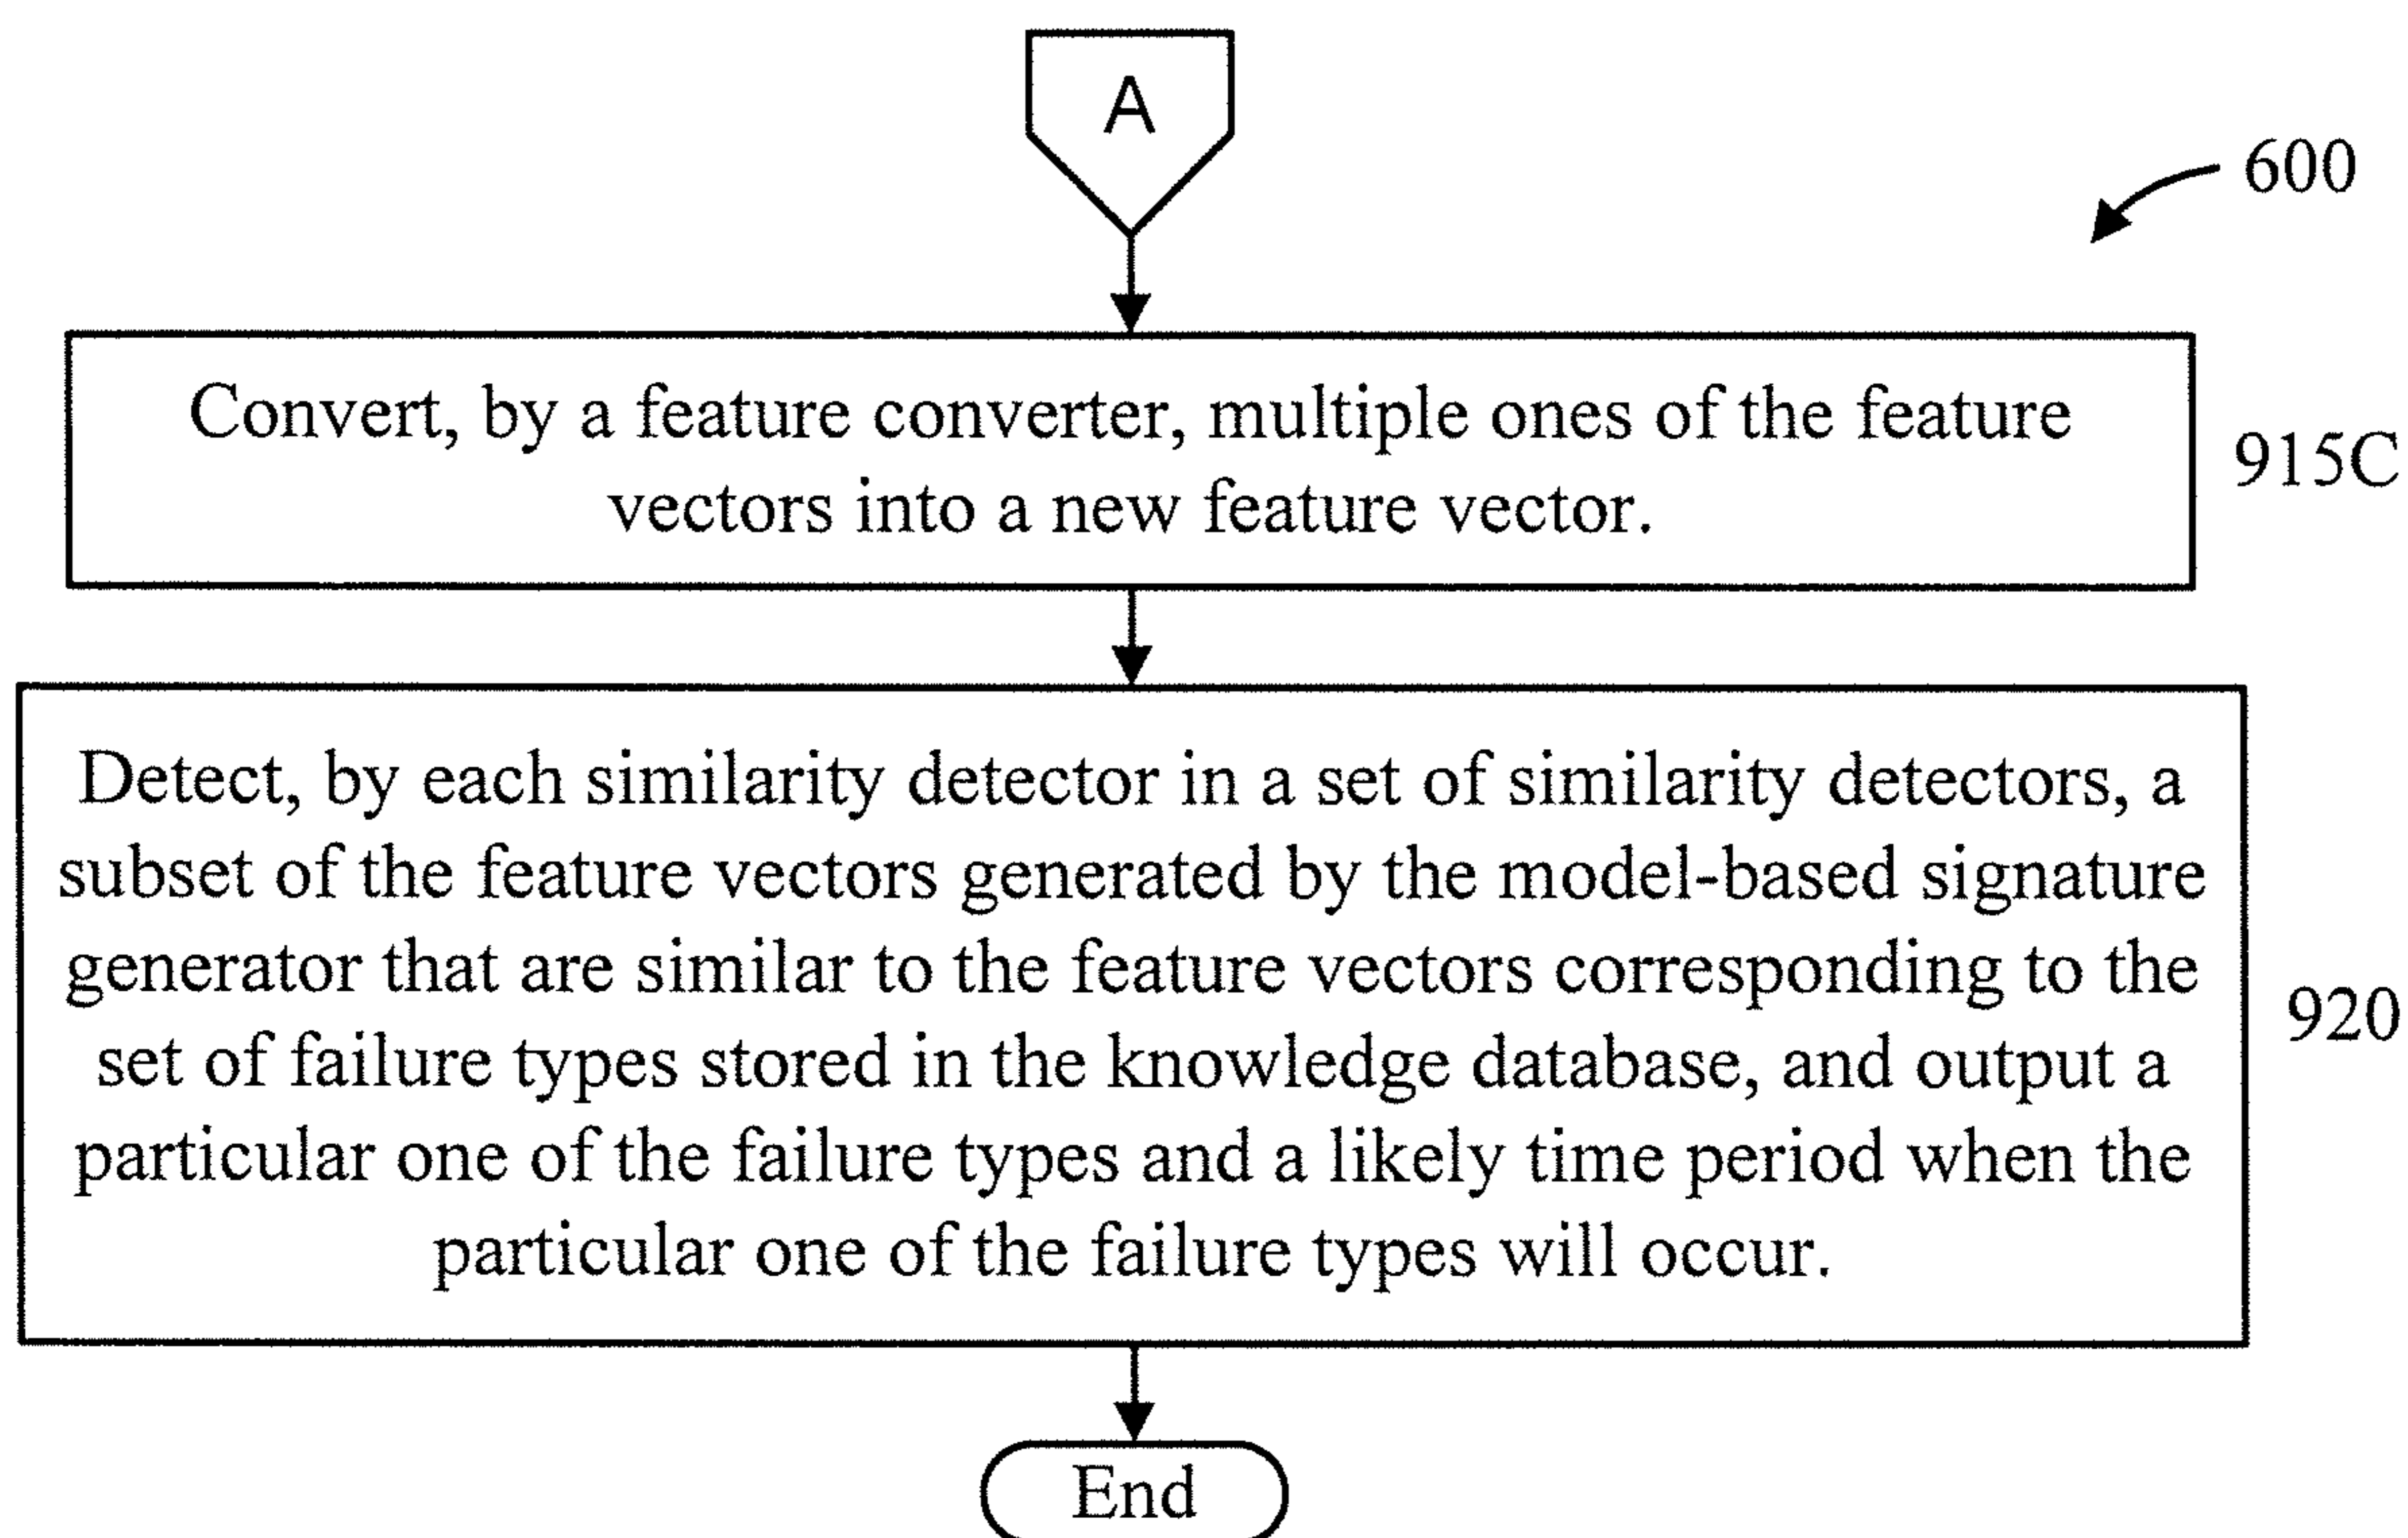 A
600
Convert, by a feature converter, multiple ones of the feature
vectors into a new feature vector.
915C
Detect, by each similarity detector in a set of similarity detectors, a
subset of the feature vectors generated by the model-based signature
generator that are similar to the feature vectors corresponding to the
set of failure types stored in the knowledge database, and output a
particular one of the failure types and a likely time period when the
particular one of the failure types will occur.
920
End